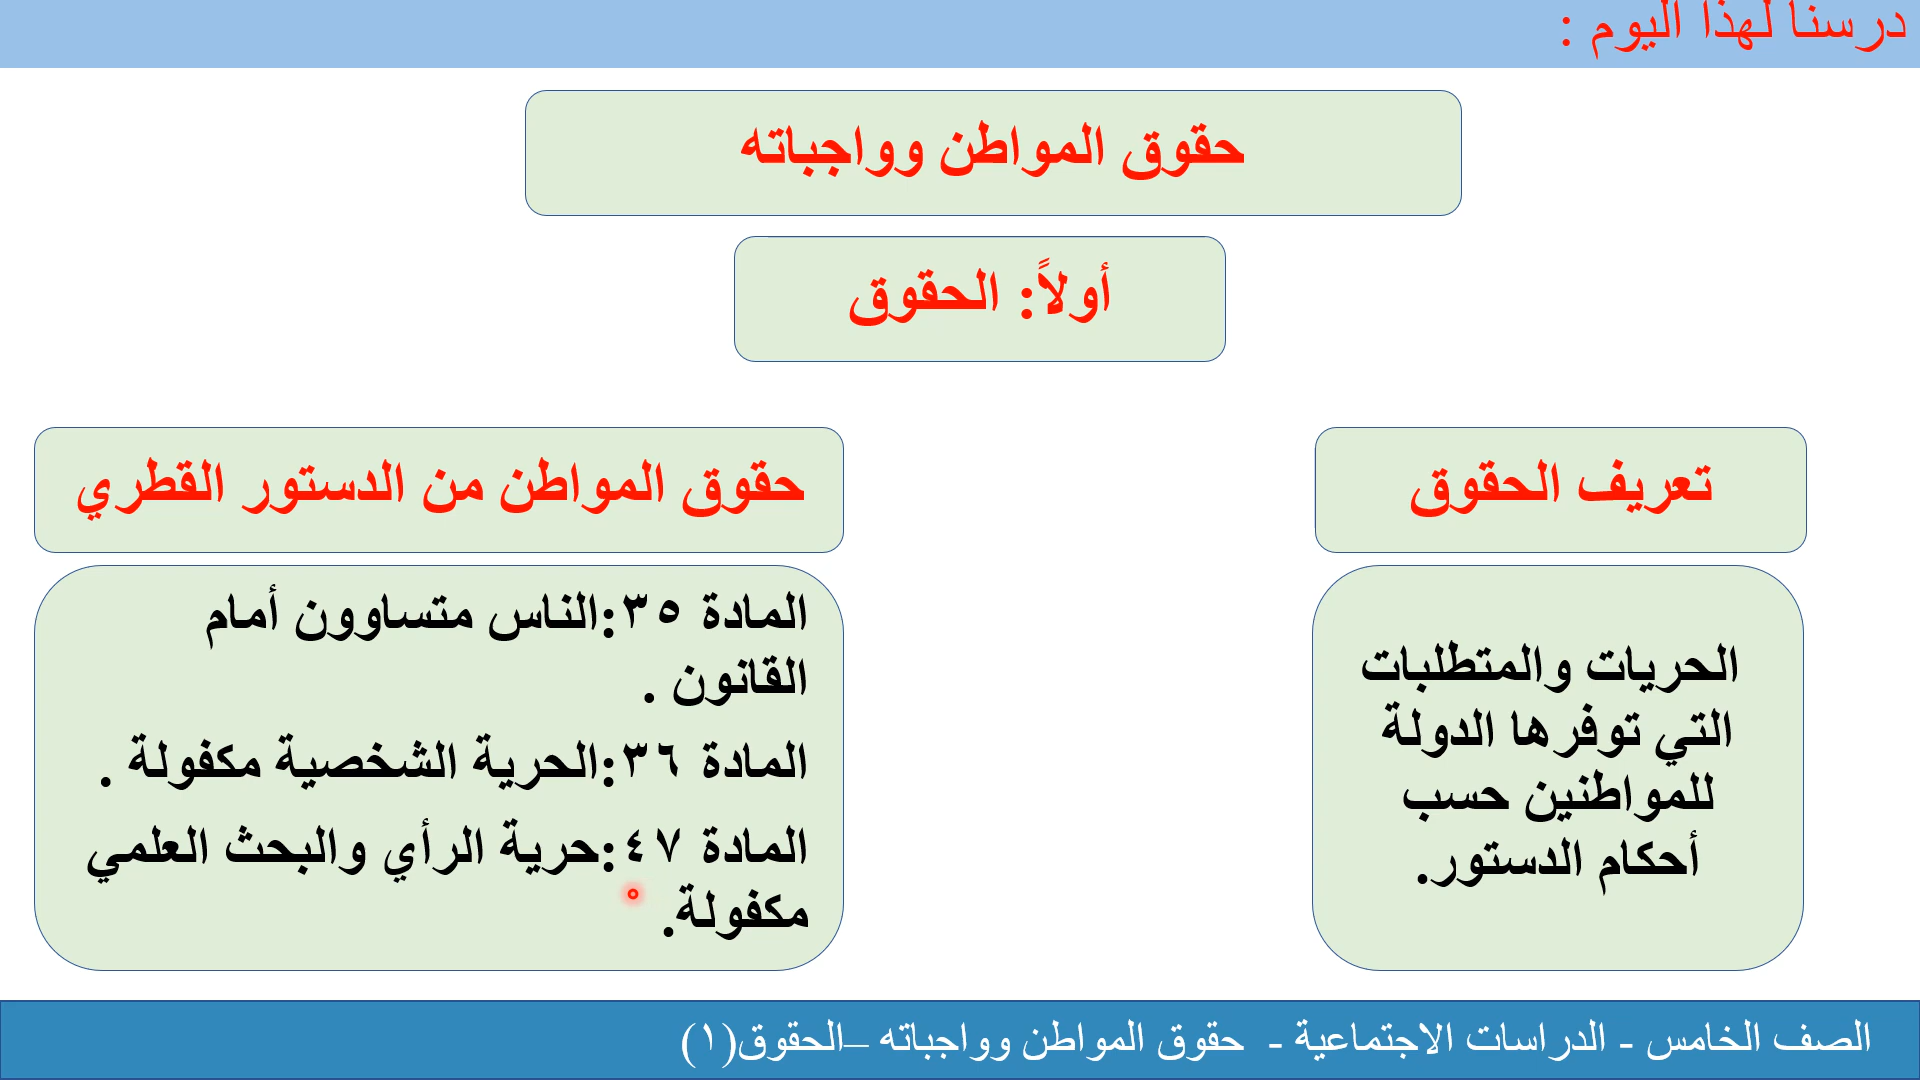 درسنا لهذا اليوم :
حقوق المواطن وواجباته
أولاً: الحقوق
تعريف الحقوق
الحريات والمتطلبات
التي توفرها الدولة
للمواطنين حسب
أحكام الدستور.
حقوق المواطن من الدستور القطري
المادة ٣٥:الناس متساوون أمام
القانون .
المادة ٣٦:الحرية الشخصية مكفولة .
المادة ٤٧:حرية الرأي والبحث العلمي
مكفولة.
الصف الخامس - الدراسات الاجتماعية - حقوق المواطن وواجباته –الحقوق(١)